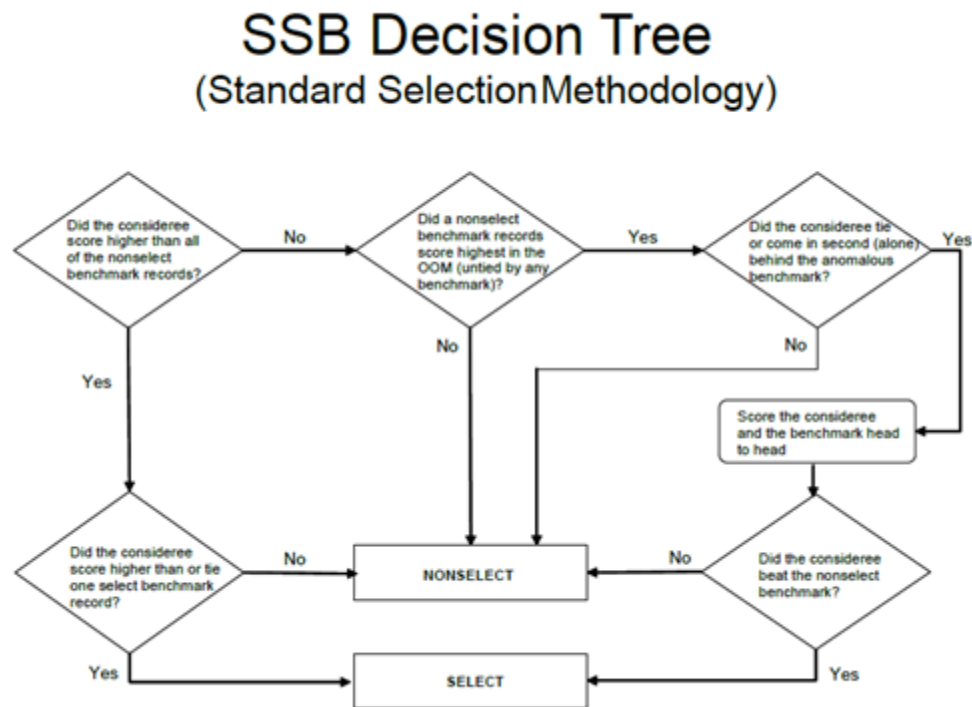 SSB Decision Tree
(Standard Selection Methodology)
Did the consideree
score higher than all
of the nonselect
benchmark records?
No
Did a nonselect
benchmark records
score highest in the
OOM (untied by any
benchmark)?
Yes
Did the consideree tie
or come in second (alone)
behind the anomalous
benchmark?
Yes
No
No
Yes
Score the consideree
and the benchmark head
to head
Did the consideree
score higher than or tie
one select benchmark
record?
No
NONSELECT
No
Did the consideree
beat the nonselect
benchmark?
Yes
SELECT
Yes